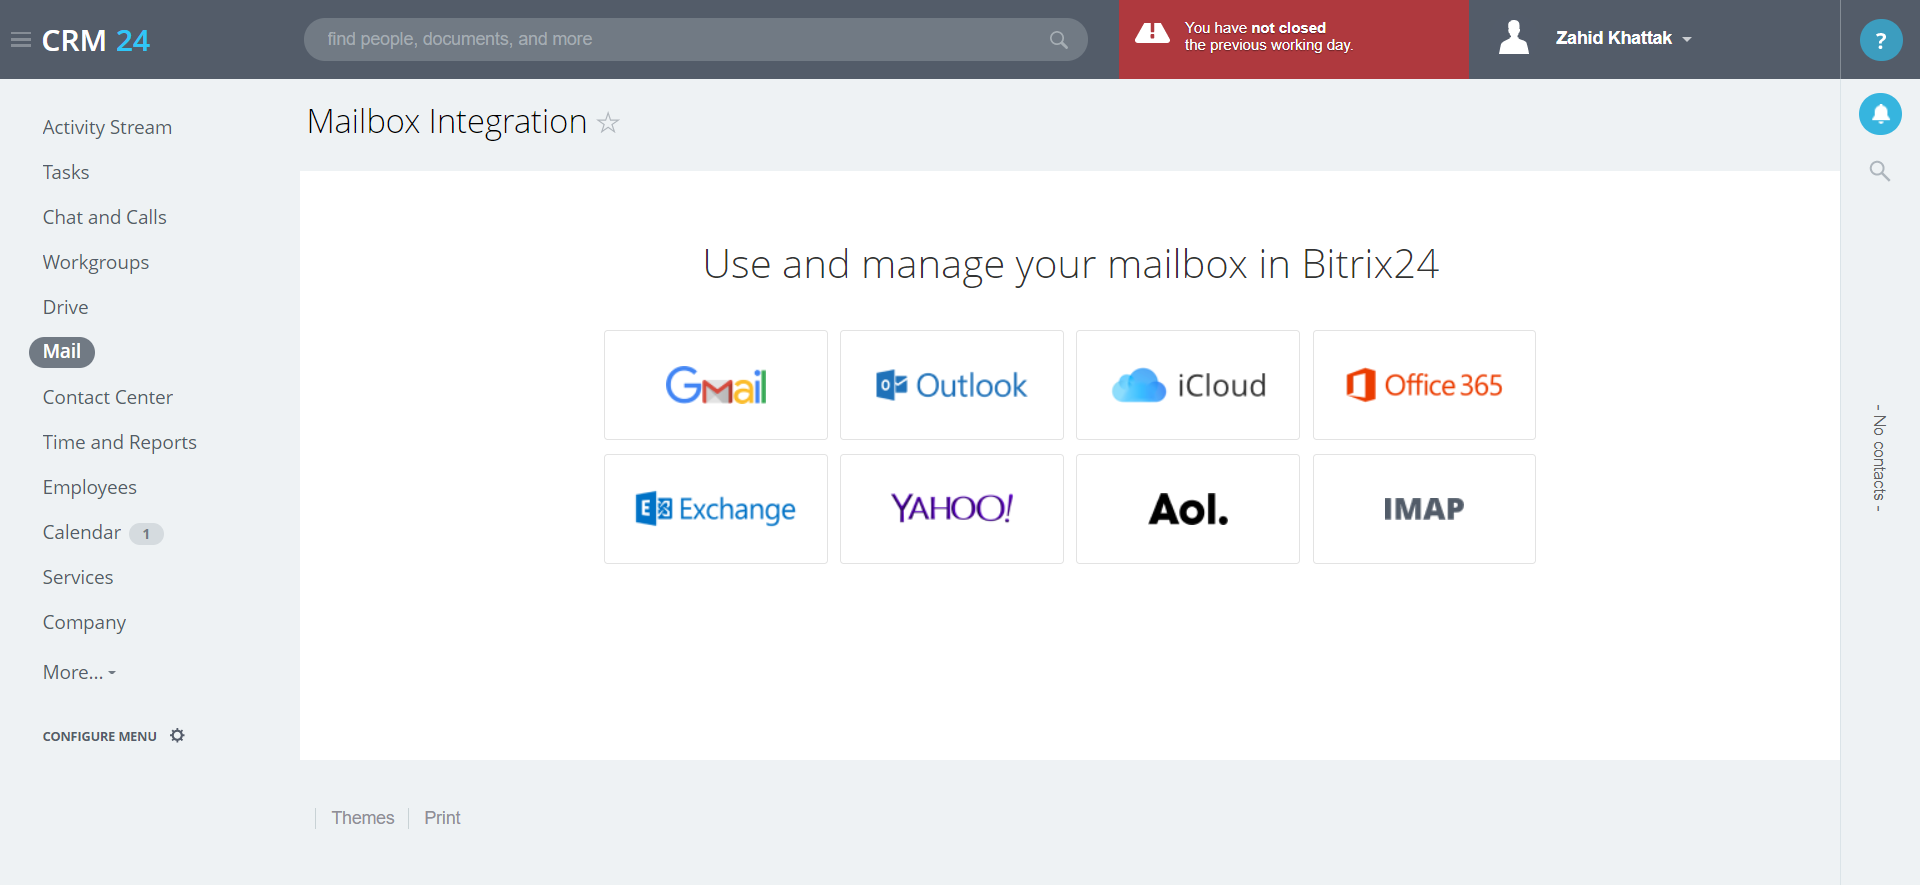 CRM 24
find people, documents, and more
You have not closed
the previous working day.
Zahid Khattak
?
Activity Stream
Tasks
Chat and Calls
Workgroups
Drive
Mail
Contact Center
Time and Reports
Employees
Calendar 1
Services
Company
More...
CONFIGURE MENU
Mailbox Integration
Use and manage your mailbox in Bitrix24
Gmail
Outlook
iCloud
Office 365
Exchange
YAHOO!
Aol.
IMAP
- No contacts -
Themes
Print